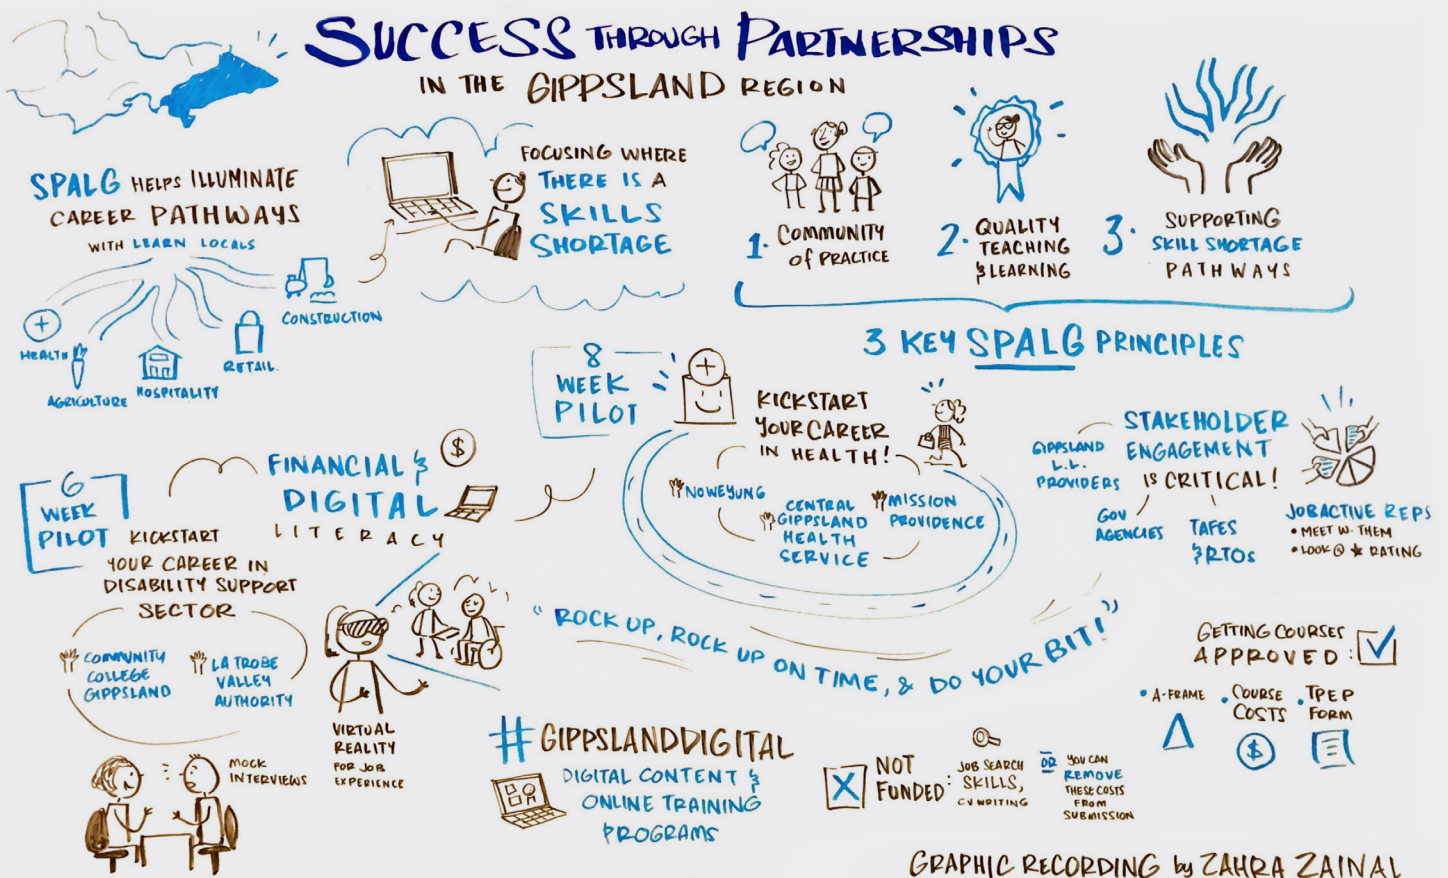 SUCCESS THROUGH PARTNERSHIPS
IN THE GIPPSLAND REGION
SPALG HELPS ILLUMINATE
CAREER PATHWAYS
WITH LEARN LOCALS
HEALTH
AGRICULTURE
HOSPITALITY
RETAIL.
CONSTRUCTION
FOCUSING WHERE
THERE IS A
SKILLS
SHORTAGE
1. COMMUNITY
of PRACTICE
2. QUALITY
TEACHING
& LEARNING
3. SUPPORTING
SKILL SHORTAGE
PATHWAYS
3 KEY SPALG PRINCIPLES
8
WEEK
PILOT
KICKSTART
YOUR CAREER
IN HEALTH!
NOWEYUNG
CENTRAL
GIPPSLAND
HEALTH
SERVICE
MISSION
PROVIDENCE
STAKEHOLDER
ENGAGEMENT
IS CRITICAL!
GIPPSLAND
L.L.
PROVIDERS
GOV
AGENCIES
TAFES
& RTOs
JOBACTIVE REPS
• MEET W. THEM
• LOOK @ ★ RATING
6
WEEK
PILOT
KICKSTART
YOUR CAREER IN
DISABILITY SUPPORT
SECTOR
FINANCIAL &
DIGITAL
LITERACY
$
COMMUNITY
COLLEGE
GIPPSLAND
LA TROBE
VALLEY
AUTHORITY
MOCK
INTERVIEWS
VIRTUAL
REALITY
FOR JOB
EXPERIENCE
"ROCK UP, ROCK UP ON TIME, & DO YOUR BIT!"
#GIPPSLANDDIGITAL
DIGITAL CONTENT &
ONLINE TRAINING
PROGRAMS
GETTING COURSES
APPROVED:
• A-FRAME
• COURSE
COSTS
$
• TPEP
FORM
NOT
FUNDED:
JOB SEARCH
SKILLS,
CV WRITING
OR
YOU CAN
REMOVE
THESE COSTS
FROM
SUBMISSION
GRAPHIC RECORDING by ZAHRA ZAINAL